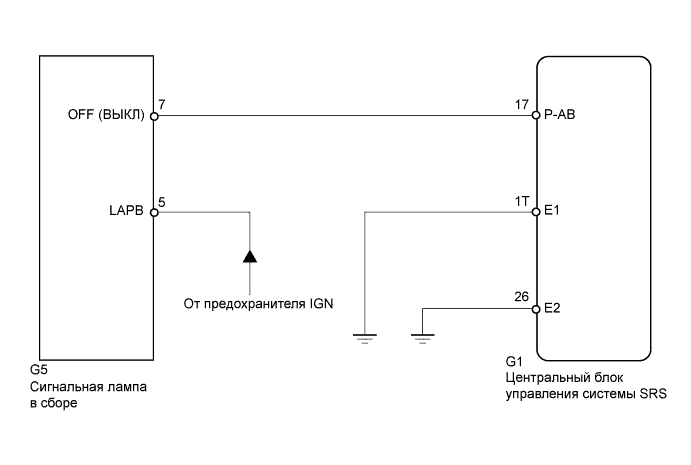 7
17
OFF (ВЫКЛ)
P-AB
5
1T
LAPB
E1
От предохранителя IGN
26
E2
G5
Сигнальная лампа
в сборе
G1
Центральный блок
управления системы SRS